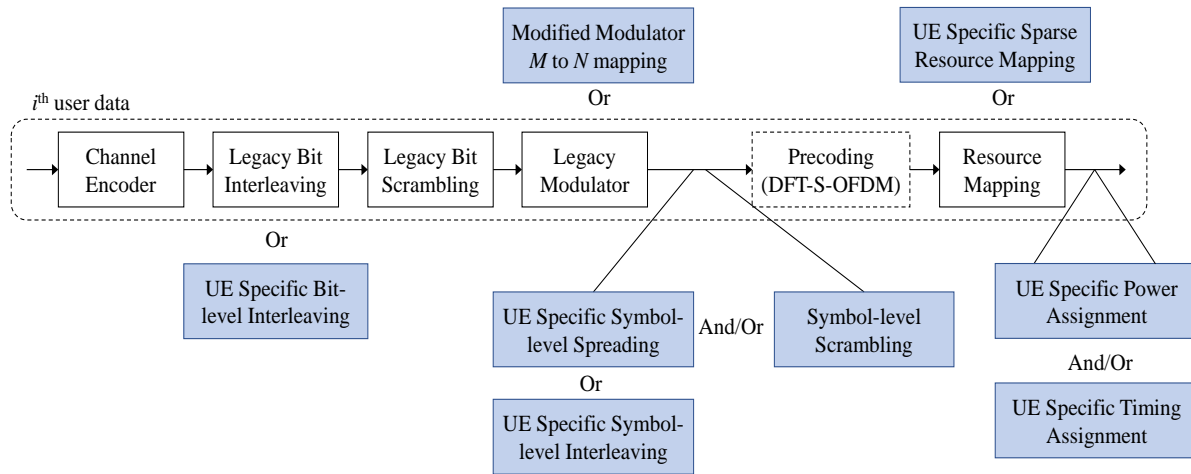 Modified Modulator
M to N mapping
UE Specific Sparse
Resource Mapping
Or
Or
ith user data
Channel
Encoder
Legacy Bit
Interleaving
Legacy Bit
Scrambling
Legacy
Modulator
Precoding
(DFT-S-OFDM)
Resource
Mapping
Or
UE Specific Bit-
level Interleaving
UE Specific Symbol-
level Spreading
And/Or
Symbol-level
Scrambling
Or
UE Specific Symbol-
level Interleaving
UE Specific Power
Assignment
And/Or
UE Specific Timing
Assignment